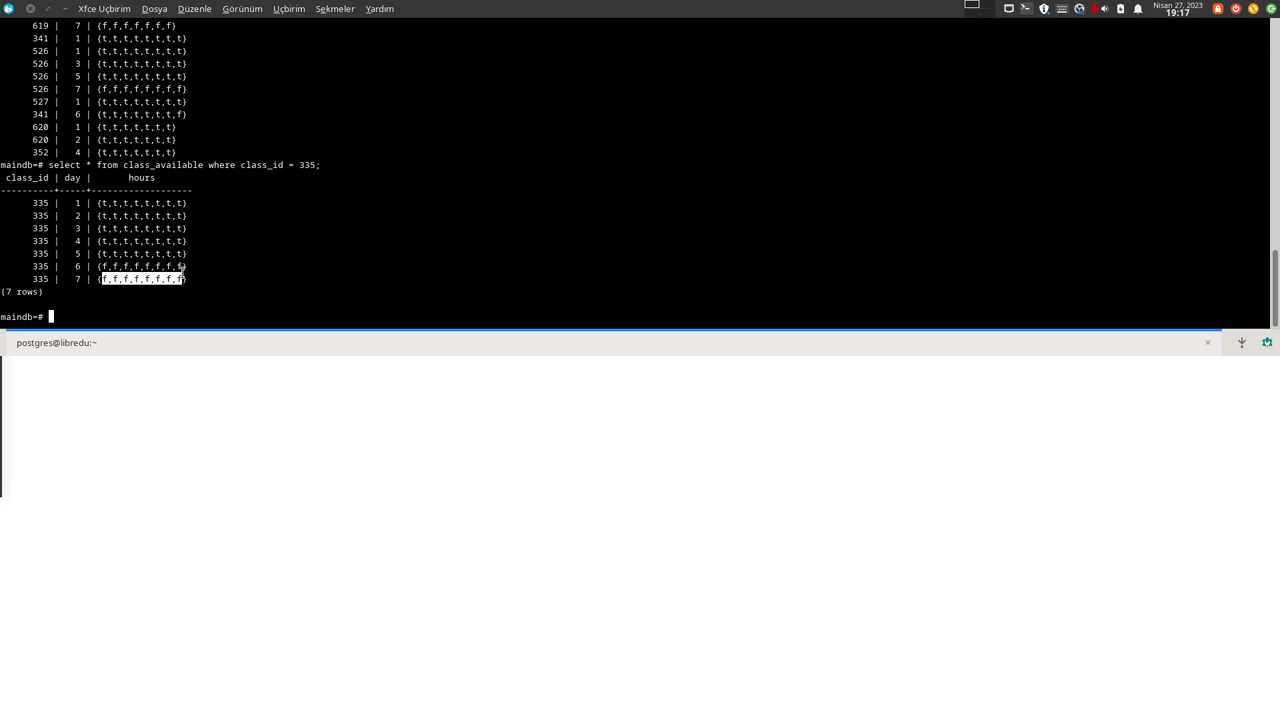 Xfce Uçbirim Dosya Düzenle Görünüm Uçbirim Sekmeler Yardım
Nisan 27, 2023
19:17
619 | 7 | {f,f,f,f,f,f,f}
341 | 1 | {t,t,t,t,t,t,t,t}
526 | 1 | {t,t,t,t,t,t,t,t}
526 | 3 | {t,t,t,t,t,t,t,t}
526 | 5 | {t,t,t,t,t,t,t,t}
526 | 7 | {f,f,f,f,f,f,f,f}
527 | 1 | {t,t,t,t,t,t,t,t}
341 | 6 | {t,t,t,t,t,t,t,f}
620 | 1 | {t,t,t,t,t,t,t}
620 | 2 | {t,t,t,t,t,t,t}
352 | 4 | {t,t,t,t,t,t,t}
maindb=# select * from class_available where class_id = 335;
class_id | day | hours
----------+-----+-------------------
335 | 1 | {t,t,t,t,t,t,t,t}
335 | 2 | {t,t,t,t,t,t,t,t}
335 | 3 | {t,t,t,t,t,t,t,t}
335 | 4 | {t,t,t,t,t,t,t,t}
335 | 5 | {t,t,t,t,t,t,t,t}
335 | 6 | {f,f,f,f,f,f,f,f}
335 | 7 | {f,f,f,f,f,f,f,f}
(7 rows)
maindb=#
postgres@libredu:~